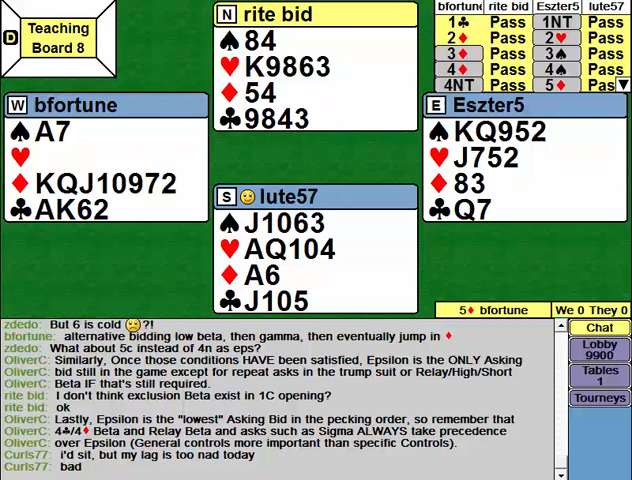 D Teaching
Board 8
N rite bid
♠84
♥K9863
♦54
♣9843
bfortune rite bid Eszter5 lute57
1♣ Pass 1NT Pass
2♦ Pass 2♥ Pass
3♦ Pass 3♠ Pass
4♦ Pass 4♠ Pass
4NT Pass 5♦ Pas
W bfortune
♠A7
♥
♦KQJ10972
♣AK62
E Eszter5
♠KQ952
♥J752
♦83
♣Q7
S lute57
♠J1063
♥AQ104
♦A6
♣J105
5♦ bfortune We 0 They 0
zdedo: But 6 is cold ?!
bfortune: alternative bidding low beta, then gamma, then eventually jump in ♦
zdedo: What about 5c instead of 4n as eps?
OliverC: Similarly, Once those conditions HAVE been satisfied, Epsilon is the ONLY Asking
OliverC: bid still in the game except for repeat asks in the trump suit or Relay/High/Short
OliverC: Beta IF that's still required.
rite bid: I don't think exclusion Beta exist in 1C opening?
rite bid: ok
OliverC: Lastly, Epsilon is the "lowest" Asking Bid in the pecking order, so remember that
OliverC: 4♣/4♦ Beta and Relay Beta and asks such as Sigma ALWAYS take precedence
OliverC: over Epsilon (General controls more important than specific Controls).
Curls77: i'd sit, but my lag is too nad today
Curls77: bad
Chat
Lobby
9900
Tables
1
Tourneys